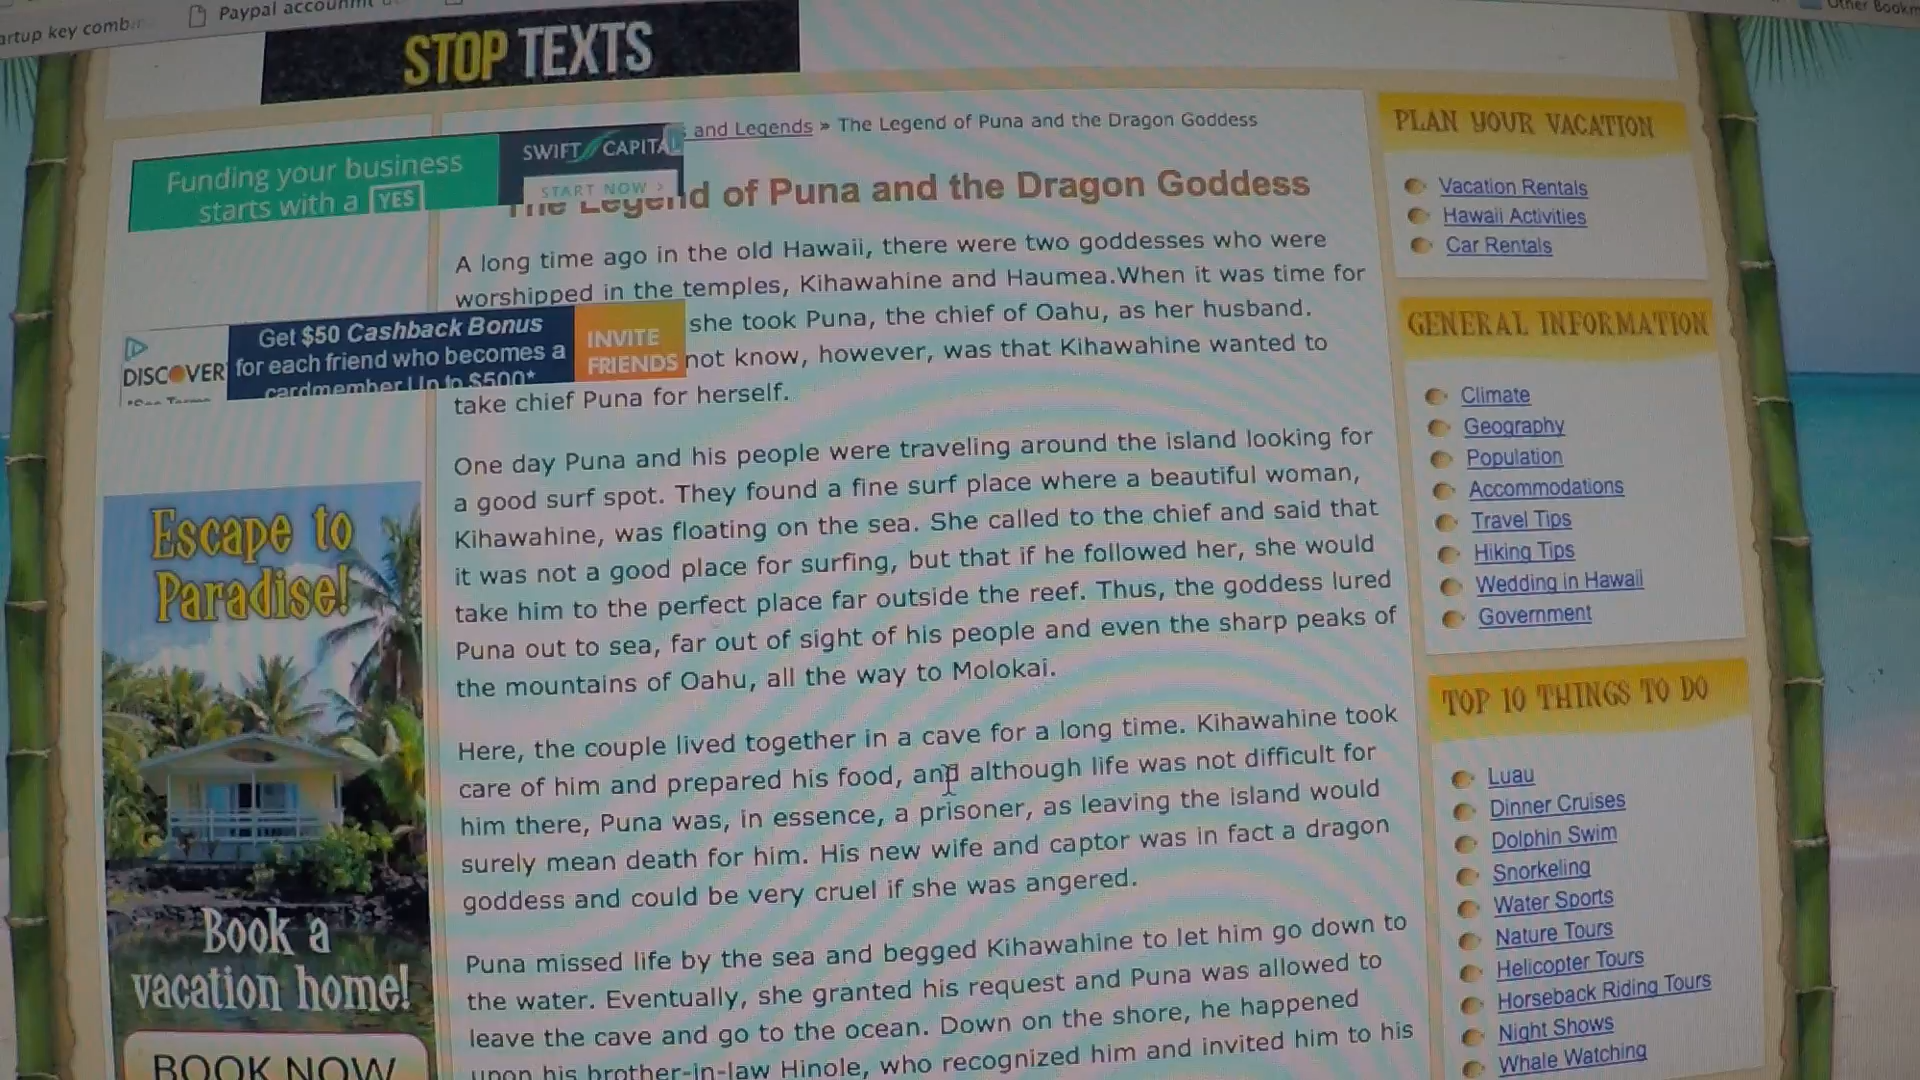 artup key comb
Paypal
Other Bookm
STOP TEXTS
and Legends » The Legend of Puna and the Dragon Goddess
Funding your business
starts with a YES
SWIFT CAPITAL
START NOW >
The Legend of Puna and the Dragon Goddess
A long time ago in the old Hawaii, there were two goddesses who were
worshipped in the temples, Kihawahine and Haumea.When it was time for
she took Puna, the chief of Oahu, as her husband.
not know, however, was that Kihawahine wanted to
take chief Puna for herself.
DISCOVER
Get $50 Cashback Bonus
for each friend who becomes a
cardmember Up to $500*
INVITE
FRIENDS
One day Puna and his people were traveling around the island looking for
a good surf spot. They found a fine surf place where a beautiful woman,
Kihawahine, was floating on the sea. She called to the chief and said that
it was not a good place for surfing, but that if he followed her, she would
take him to the perfect place far outside the reef. Thus, the goddess lured
Puna out to sea, far out of sight of his people and even the sharp peaks of
the mountains of Oahu, all the way to Molokai.
Here, the couple lived together in a cave for a long time. Kihawahine took
care of him and prepared his food, and although life was not difficult for
him there, Puna was, in essence, a prisoner, as leaving the island would
surely mean death for him. His new wife and captor was in fact a dragon
goddess and could be very cruel if she was angered.
Puna missed life by the sea and begged Kihawahine to let him go down to
the water. Eventually, she granted his request and Puna was allowed to
leave the cave and go to the ocean. Down on the shore, he happened
upon his brother-in-law Hinole, who recognized him and invited him to his
Escape to
Paradise!
Book a
vacation home!
BOOK NOW
PLAN YOUR VACATION
Vacation Rentals
Hawaii Activities
Car Rentals
GENERAL INFORMATION
Climate
Geography
Population
Accommodations
Travel Tips
Hiking Tips
Wedding in Hawaii
Government
TOP 10 THINGS TO DO
Luau
Dinner Cruises
Dolphin Swim
Snorkeling
Water Sports
Nature Tours
Helicopter Tours
Horseback Riding Tours
Night Shows
Whale Watching